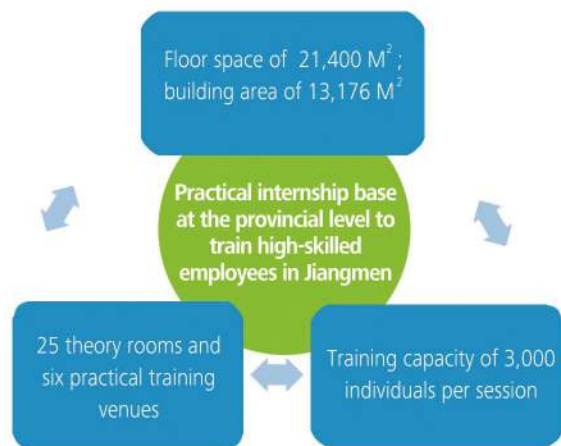 Floor space of 21,400 M² ;
building area of 13,176 M²
Practical internship base
at the provincial level to
train high-skilled
employees in Jiangmen
25 theory rooms and
six practical training
venues
Training capacity of 3,000
individuals per session